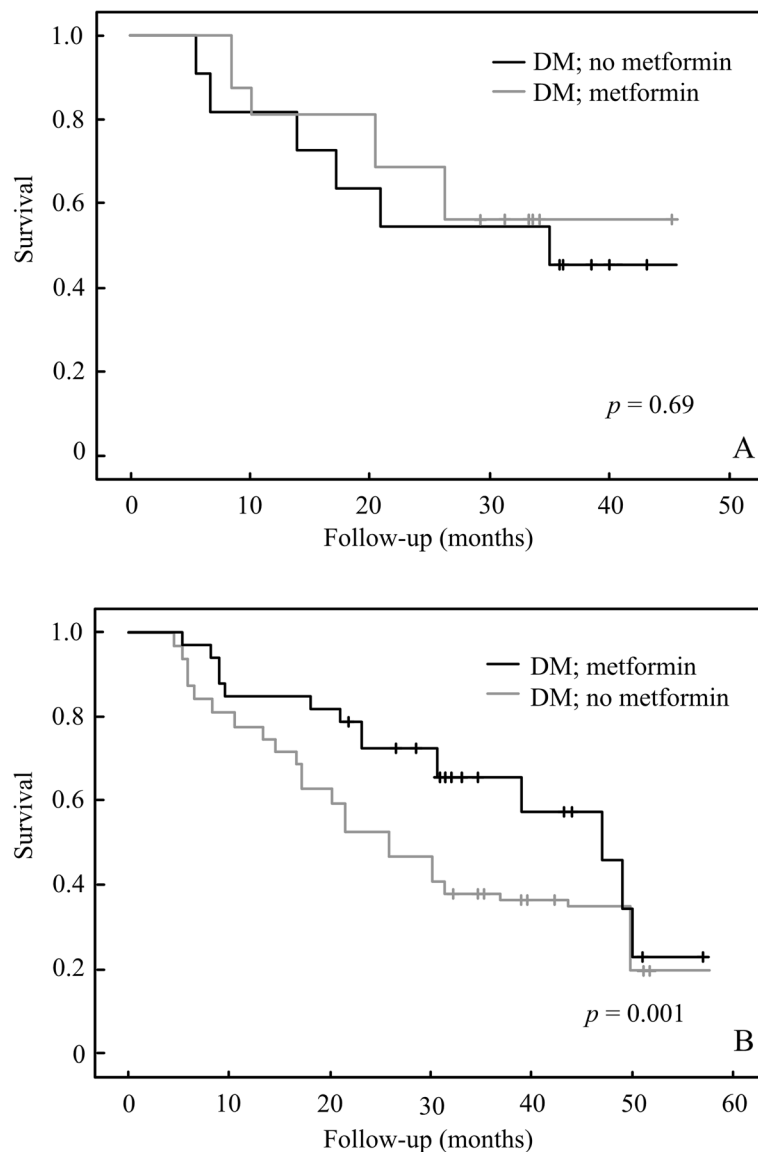 1.0
0.8
0.6
0.4
0.2
0
Survival
DM; no metformin
DM; metformin
p = 0.69
A
0 10 20 30 40 50
Follow-up (months)
1.0
0.8
0.6
0.4
0.2
0
Survival
DM; metformin
DM; no metformin
p = 0.001
B
0 10 20 30 40 50 60
Follow-up (months)